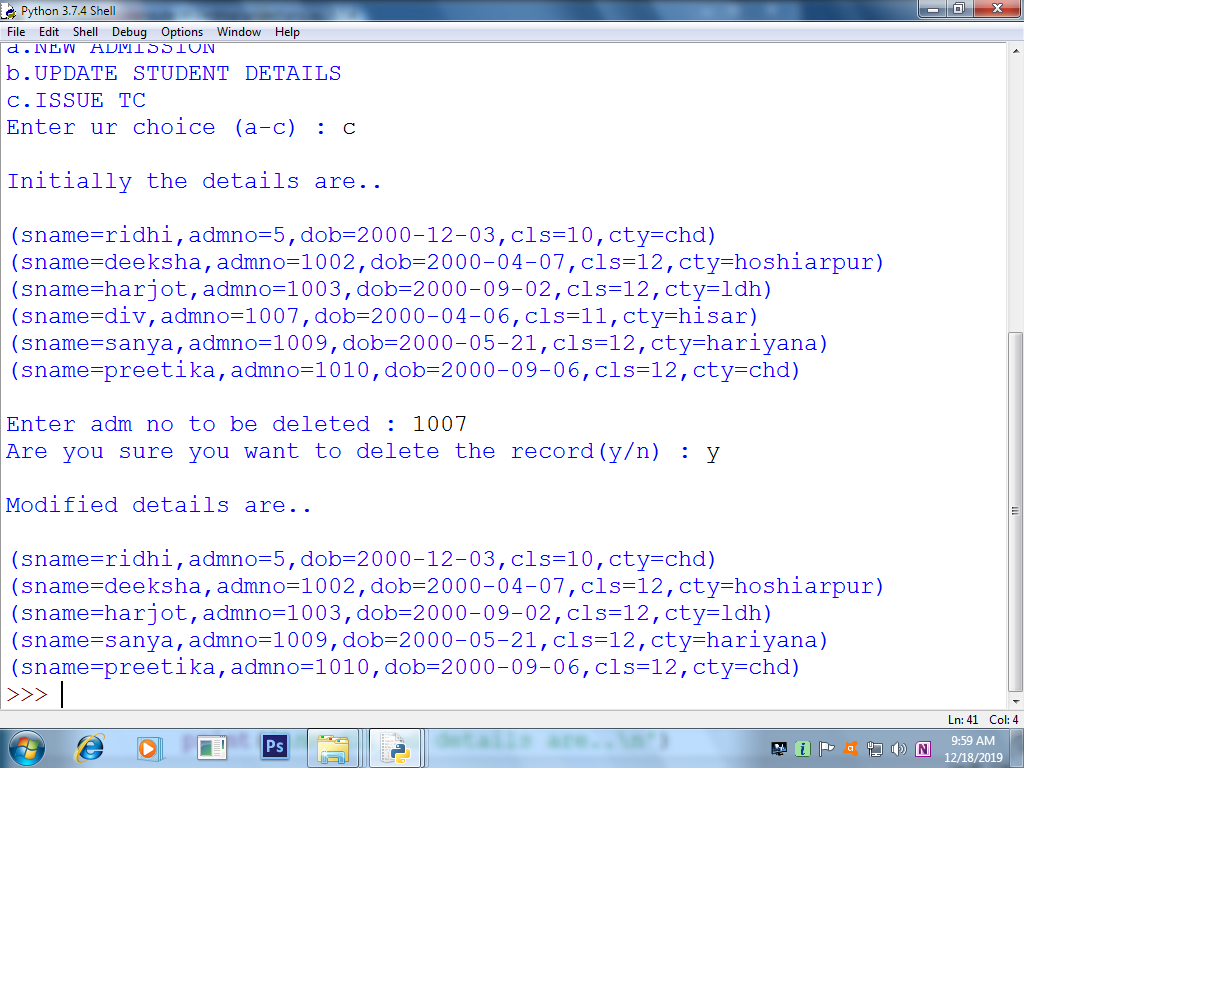 Python 3.7.4 Shell
File Edit Shell Debug Options Window Help
a.NEW ADMISSION
b.UPDATE STUDENT DETAILS
c.ISSUE TC
Enter ur choice (a-c) : c
Initially the details are..
(sname=ridhi,admno=5,dob=2000-12-03,cls=10,cty=chd)
(sname=deeksha,admno=1002,dob=2000-04-07,cls=12,cty=hoshiarpur)
(sname=harjot,admno=1003,dob=2000-09-02,cls=12,cty=ldh)
(sname=div,admno=1007,dob=2000-04-06,cls=11,cty=hisar)
(sname=sanya,admno=1009,dob=2000-05-21,cls=12,cty=hariyana)
(sname=preetika,admno=1010,dob=2000-09-06,cls=12,cty=chd)
Enter adm no to be deleted : 1007
Are you sure you want to delete the record(y/n) : y
Modified details are..
(sname=ridhi,admno=5,dob=2000-12-03,cls=10,cty=chd)
(sname=deeksha,admno=1002,dob=2000-04-07,cls=12,cty=hoshiarpur)
(sname=harjot,admno=1003,dob=2000-09-02,cls=12,cty=ldh)
(sname=sanya,admno=1009,dob=2000-05-21,cls=12,cty=hariyana)
(sname=preetika,admno=1010,dob=2000-09-06,cls=12,cty=chd)
>>>
Ln: 41 Col: 4
Ps details are..\n") N 9:59 AM
12/18/2019